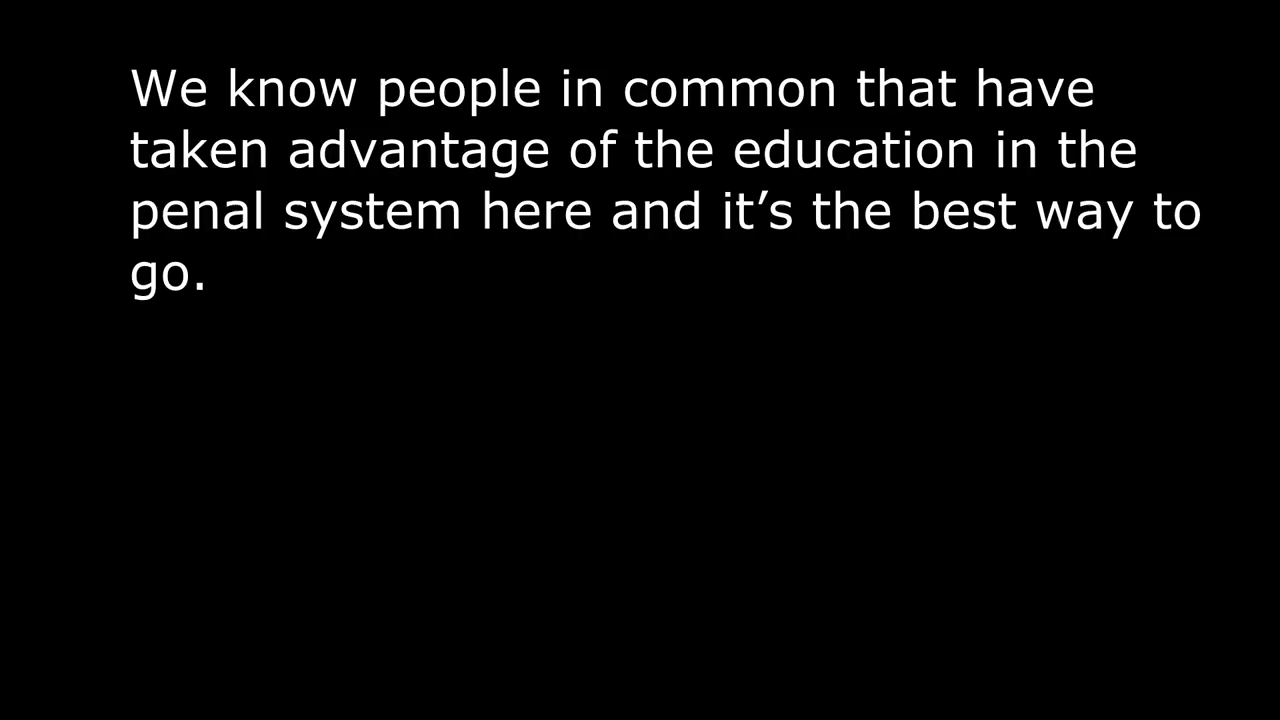 We know people in common that have
taken advantage of the education in the
penal system here and it’s the best way to
go.